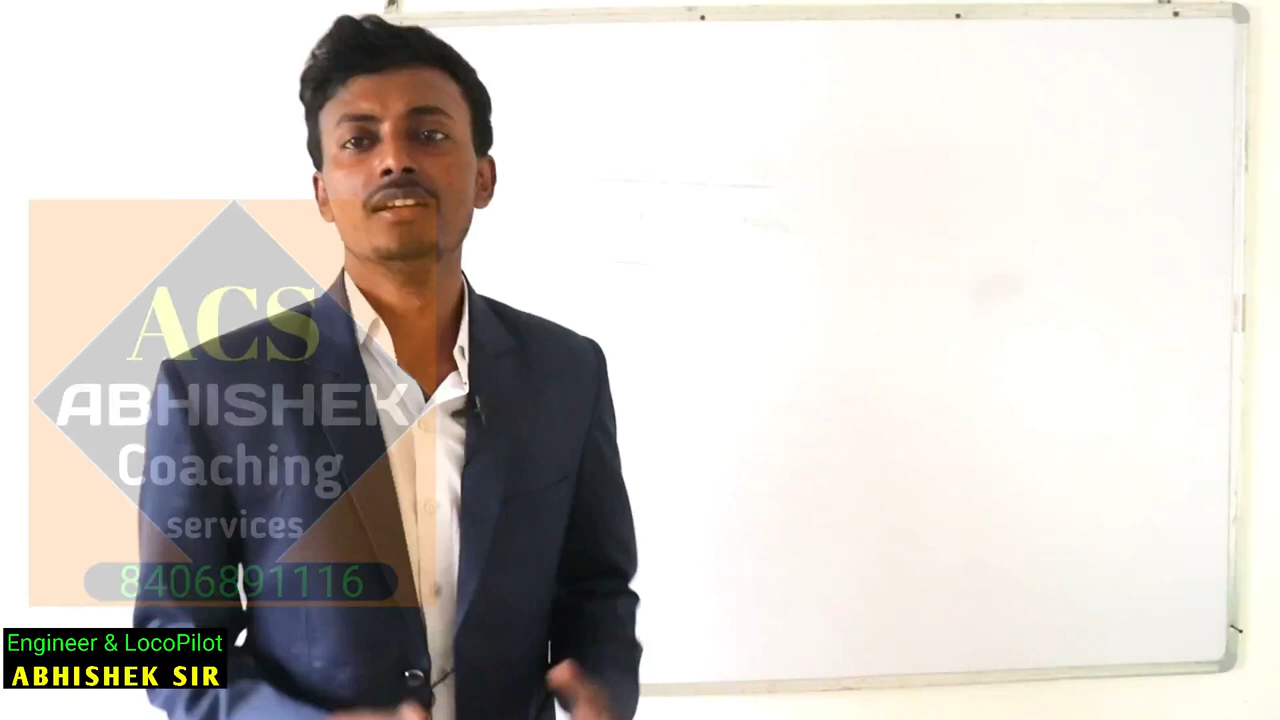 ACS
ABHISHEK
Coaching
services
8406891116
Engineer & LocoPilot
ABHISHEK SIR